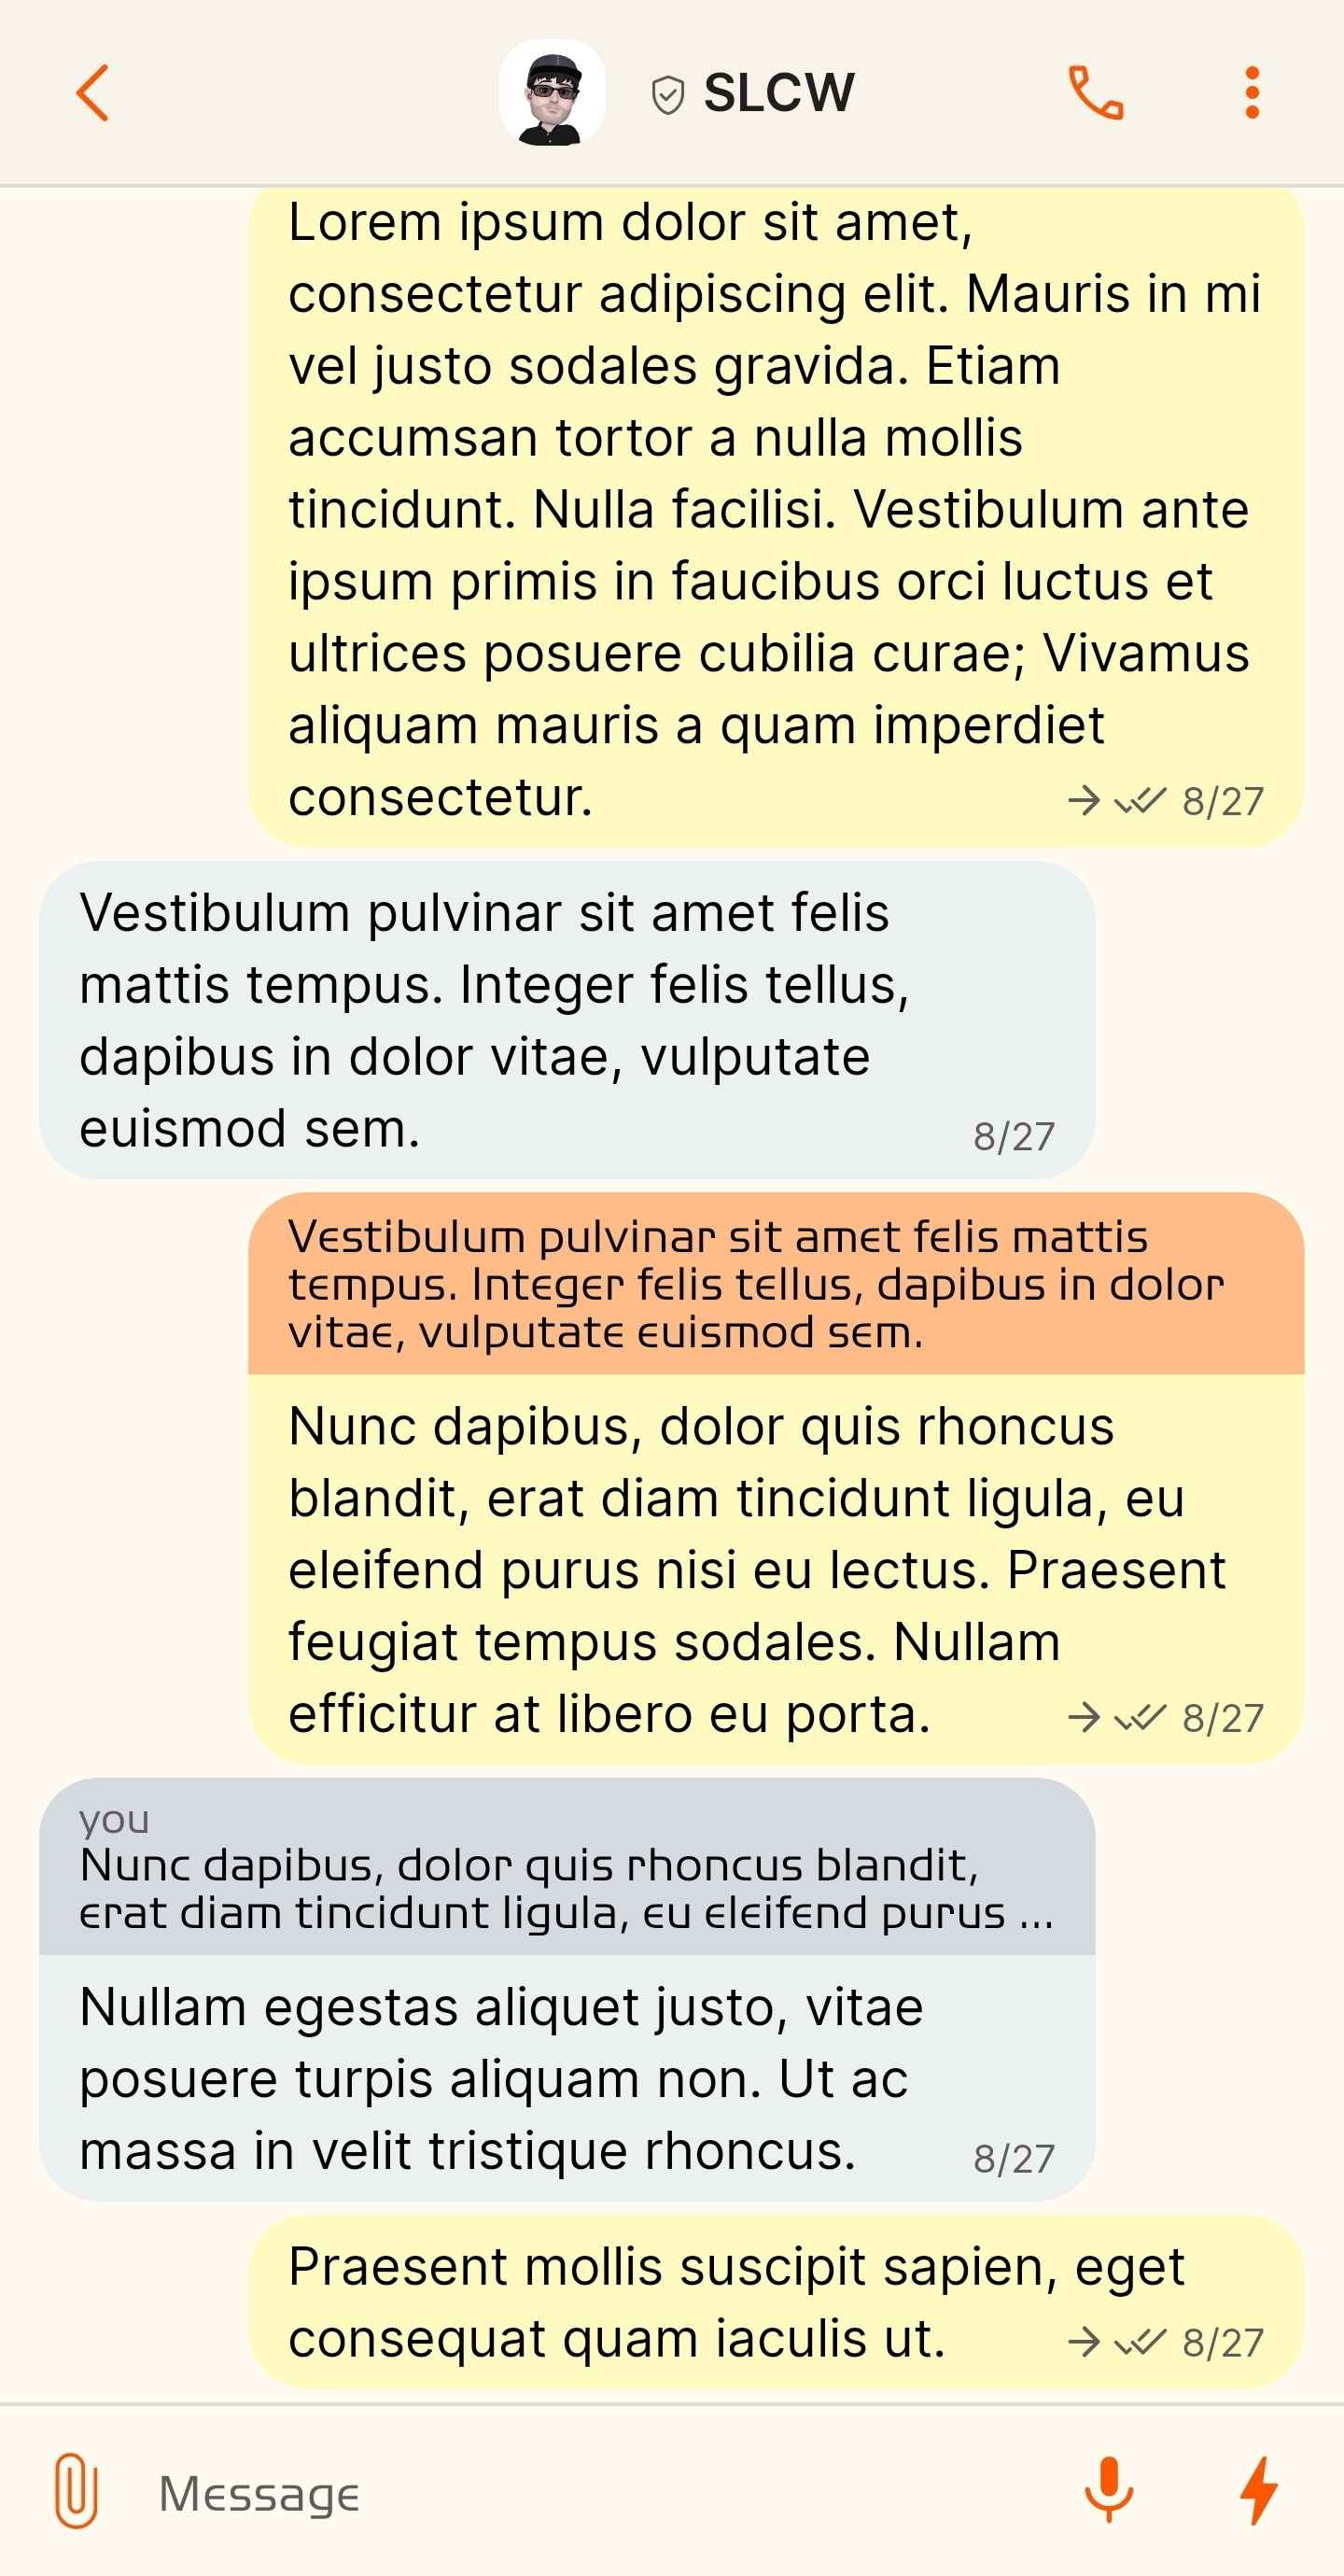 SLCW
Lorem ipsum dolor sit amet,
consectetur adipiscing elit. Mauris in mi
vel justo sodales gravida. Etiam
accumsan tortor a nulla mollis
tincidunt. Nulla facilisi. Vestibulum ante
ipsum primis in faucibus orci luctus et
ultrices posuere cubilia curae; Vivamus
aliquam mauris a quam imperdiet
consectetur. 8/27
Vestibulum pulvinar sit amet felis
mattis tempus. Integer felis tellus,
dapibus in dolor vitae, vulputate
euismod sem. 8/27
Vestibulum pulvinar sit amet felis mattis
tempus. Integer felis tellus, dapibus in dolor
vitae, vulputate euismod sem.
Nunc dapibus, dolor quis rhoncus
blandit, erat diam tincidunt ligula, eu
eleifend purus nisi eu lectus. Praesent
feugiat tempus sodales. Nullam
efficitur at libero eu porta. 8/27
you
Nunc dapibus, dolor quis rhoncus blandit,
erat diam tincidunt ligula, eu eleifend purus ...
Nullam egestas aliquet justo, vitae
posuere turpis aliquam non. Ut ac
massa in velit tristique rhoncus. 8/27
Praesent mollis suscipit sapien, eget
consequat quam iaculis ut. 8/27
Message